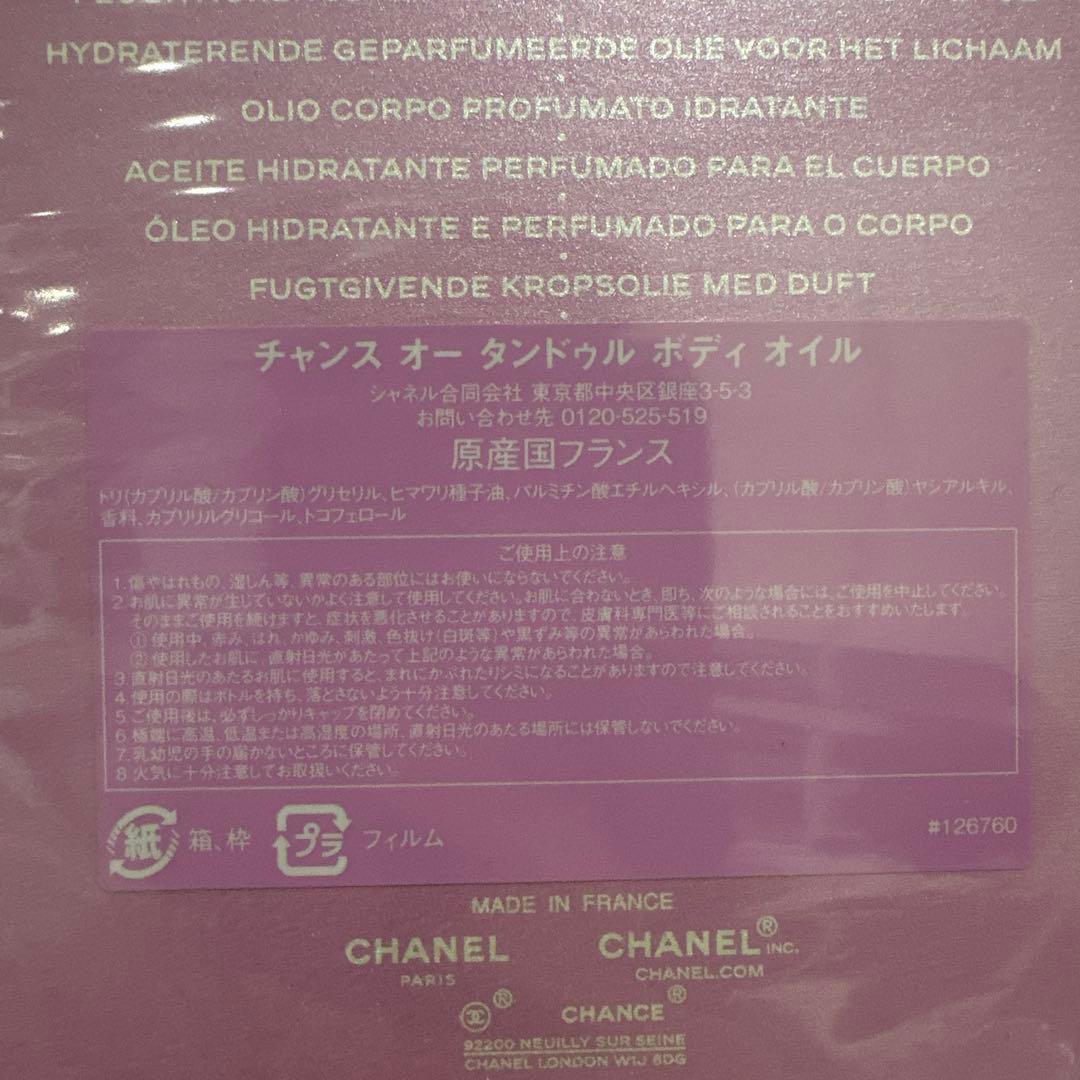 HYDRATERENDE GEPARFUMEERDE OLIE VOOR HET LICHAAM
OLIO CORPO PROFUMATO IDRATANTE
ACEITE HIDRATANTE PERFUMADO PARA EL CUERPO
ÓLEO HIDRATANTE E PERFUMADO PARA O CORPO
FUGTGIVENDE KROPSOLIE MED DUFT
チャンス オー タンドゥル ボディ オイル
シャネル合同会社 東京都中央区銀座3-5-3
お問い合わせ先 0120-525-519
原産国フランス
トリ(カプリル酸/カプリン酸)グリセリル、ヒマワリ種子油、パルミチン酸エチルヘキシル、(カプリル酸/カプリン酸)ヤシアルキル、
香料、カプリリルグリコール、トコフェロール
ご使用上の注意
1.傷やはれもの、湿しん等、異常のある部位にはお使いにならないでください。
2.お肌に異常が生じていないかよく注意して使用してください。お肌に合わないとき、即ち、次のような場合には、ご使用を中止してください。
そのままご使用を続けますと、症状を悪化させることがありますので、皮膚科専門医等にご相談されることをおすすめいたします。
① 使用中、赤み、はれ、かゆみ、刺激、色抜け(白斑等)や黒ずみ等の異常があらわれた場合。
② 使用したお肌に、直射日光があたって上記のような異常があらわれた場合。
3.直射日光のあたるお肌に使用すると、まれにかぶれたりシミになることがありますので注意してください。
4.使用の際はボトルを持ち、落とさないよう十分注意してください。
5.ご使用後は、必ずしっかりキャップを閉めてください。
6.極端に高温、低温または高湿度の場所、直射日光のあたる場所には保管しないでください。
7.乳幼児の手の届かないところに保管してください。
8.火気に十分注意してお取扱いください。
紙 箱、枠 プラ フィルム #126760
MADE IN FRANCE
CHANEL CHANEL® INC.
PARIS CHANEL.COM
® CHANCE®
92200 NEUILLY SUR SEINE
CHANEL LONDON W1J 6DG